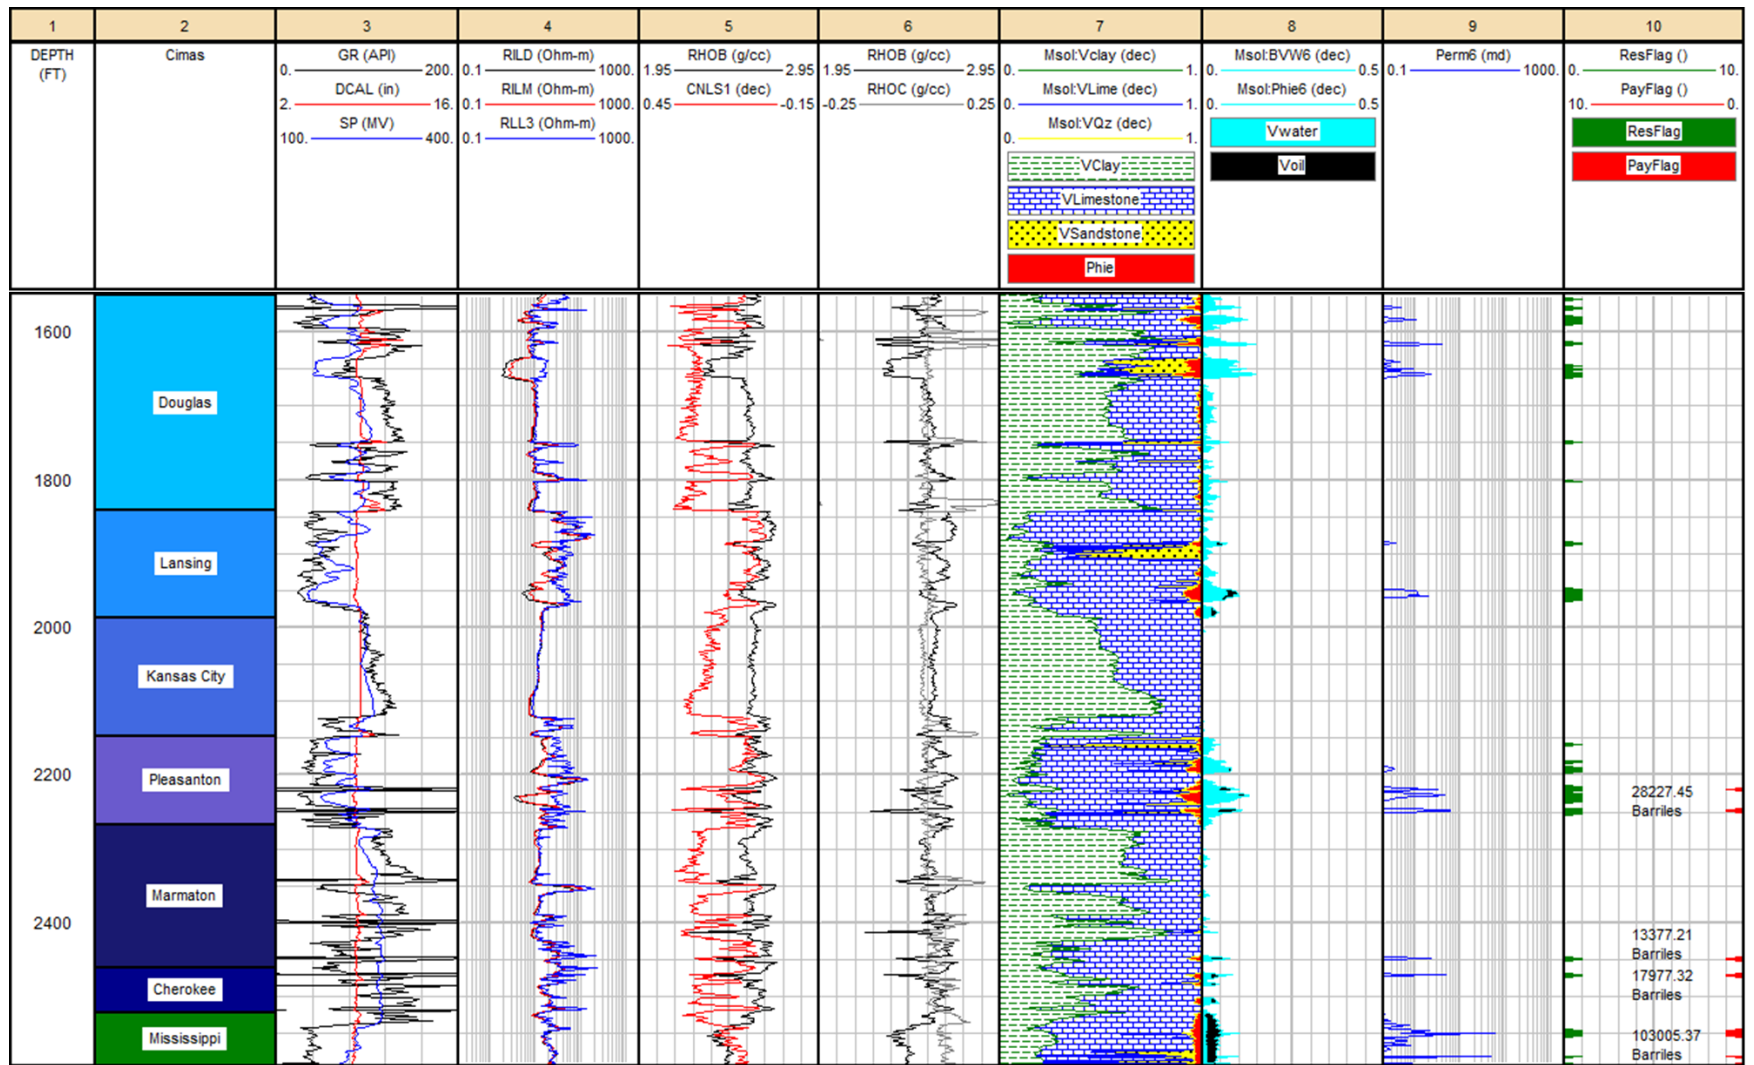 1 2 3 4 5 6 7 8 9 10
DEPTH (FT)
Cimas
GR (API)
0. 200.
DCAL (in)
2. 16.
SP (MV)
100. 400.
RILD (Ohm-m)
0.1 1000.
RILM (Ohm-m)
0.1 1000.
RLL3 (Ohm-m)
0.1 1000.
RHOB (g/cc)
1.95 2.95
CNLS1 (dec)
0.45 -0.15
RHOB (g/cc)
1.95 2.95
RHOC (g/cc)
-0.25 0.25
Msol:Vclay (dec)
0. 1.
Msol:VLime (dec)
0. 1.
Msol:VQz (dec)
0. 1.
VClay
VLimestone
VSandstone
Phie
Msol:BVW6 (dec)
0. 0.5
Msol:Phie6 (dec)
0. 0.5
Vwater
Voil
Perm6 (md)
0.1 1000.
ResFlag ()
0. 10.
PayFlag ()
10. 0.
ResFlag
PayFlag
1600
Douglas
1800
Lansing
2000
Kansas City
2200
Pleasanton
28227.45
Barriles
Marmaton
2400
13377.21
Barriles
17977.32
Barriles
Cherokee
Mississippi
103005.37
Barriles